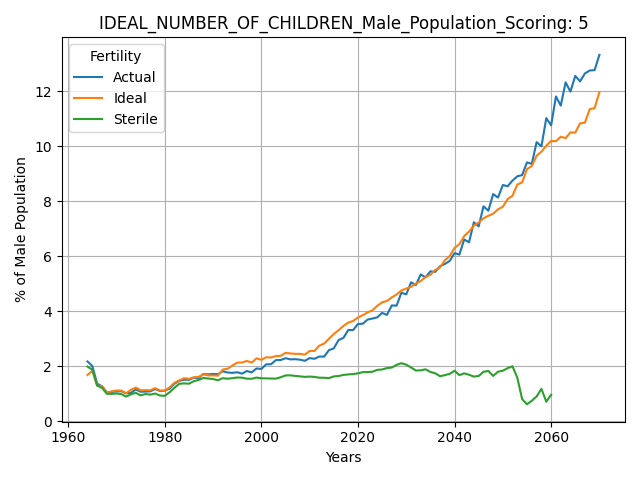 IDEAL_NUMBER_OF_CHILDREN_Male_Population_Scoring: 5
Fertility
Actual
Ideal
Sterile
% of Male Population
12
10
8
6
4
2
0
1960 1980 2000 2020 2040 2060
Years